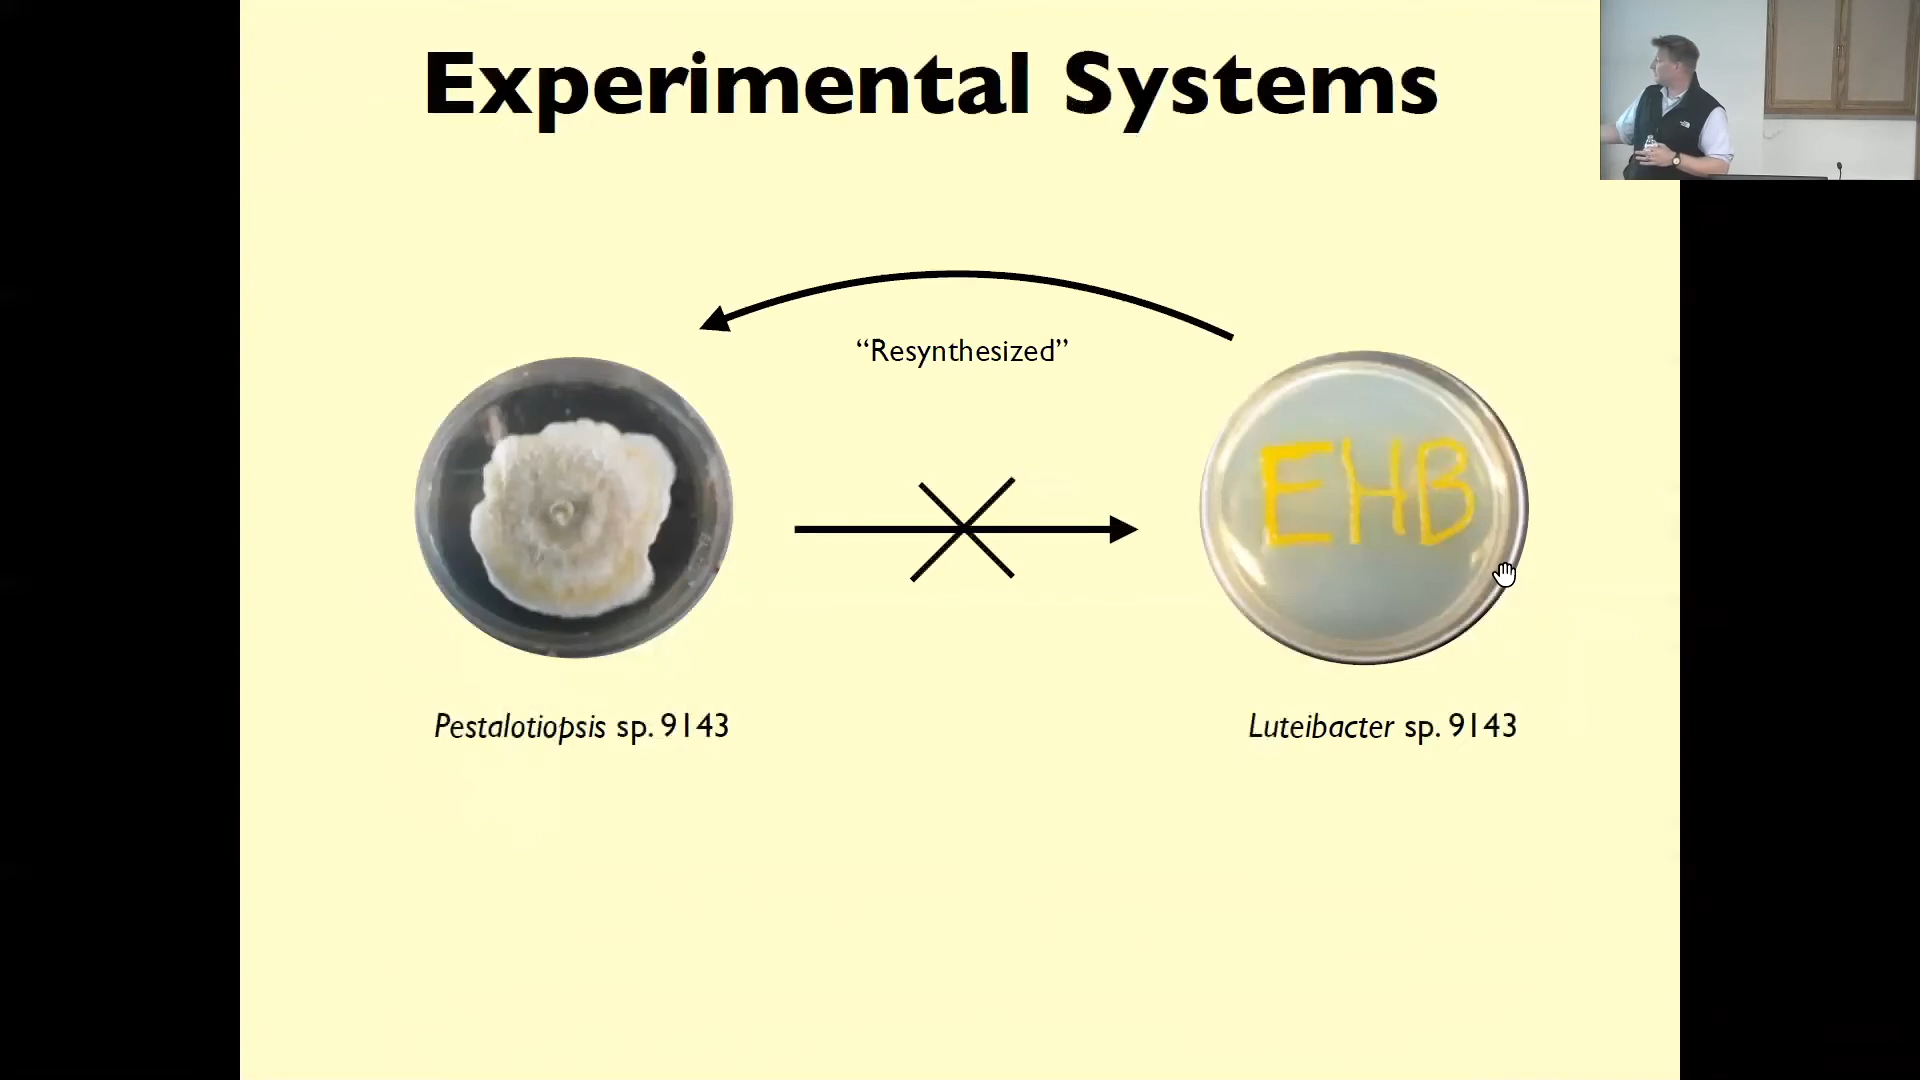 Experimental Systems
“Resynthesized”
EHB
Pestalotiopsis sp. 9143
Luteibacter sp. 9143